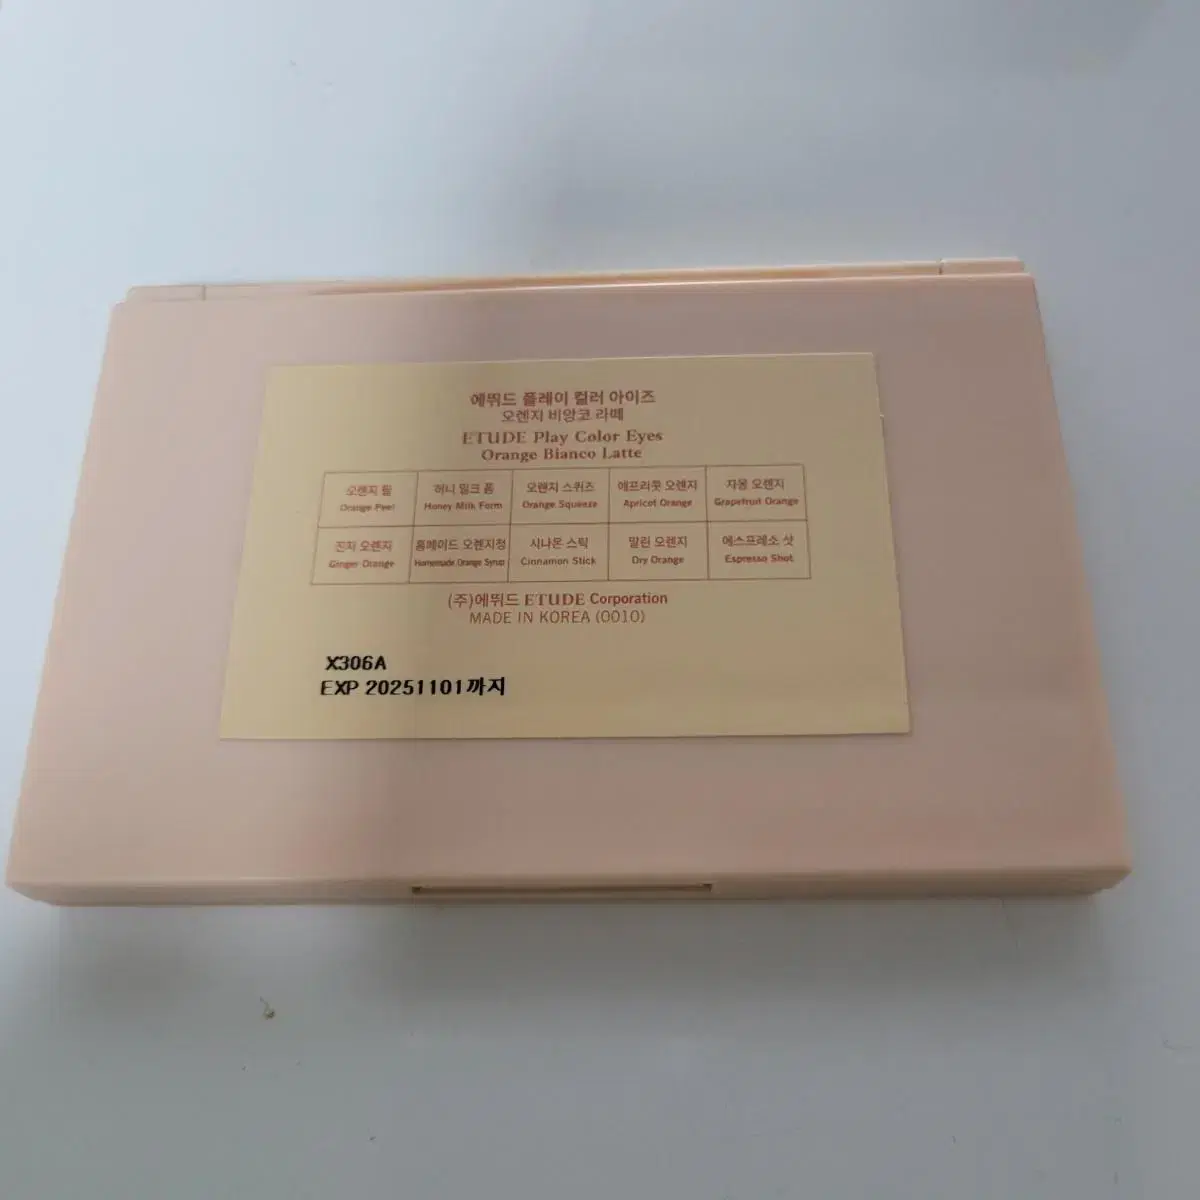 에뛰드 플레이 컬러 아이즈
오렌지 비앙코 라떼
ETUDE Play Color Eyes
Orange Bianco Latte
오렌지 필 허니 밀크 폼 오렌지 스퀴즈 애프리콧 오렌지 자몽 오렌지
Orange Peel Honey Milk Form Orange Squeeze Apricot Orange Grapefruit Orange
진저 오렌지 홈메이드 오렌지청 시나몬 스틱 말린 오렌지 에스프레소 샷
Ginger Orange Homemade Orange Syrup Cinnamon Stick Dry Orange Espresso Shot
(주)에뛰드 ETUDE Corporation
MADE IN KOREA (0010)
X306A
EXP 20251101까지